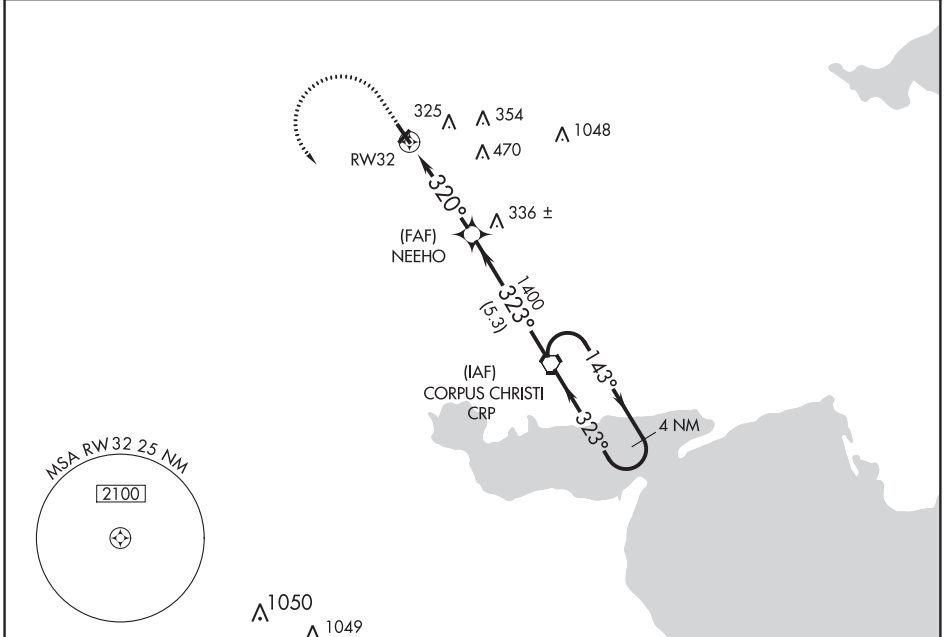 325
354
1048
470
RW32
320°
336 ±
(FAF)
NEEHO
1400
323°
(5.3)
(IAF)
CORPUS CHRISTI
CRP
143°
323°
4 NM
MSA RW32 25 NM
2100
1050
1049